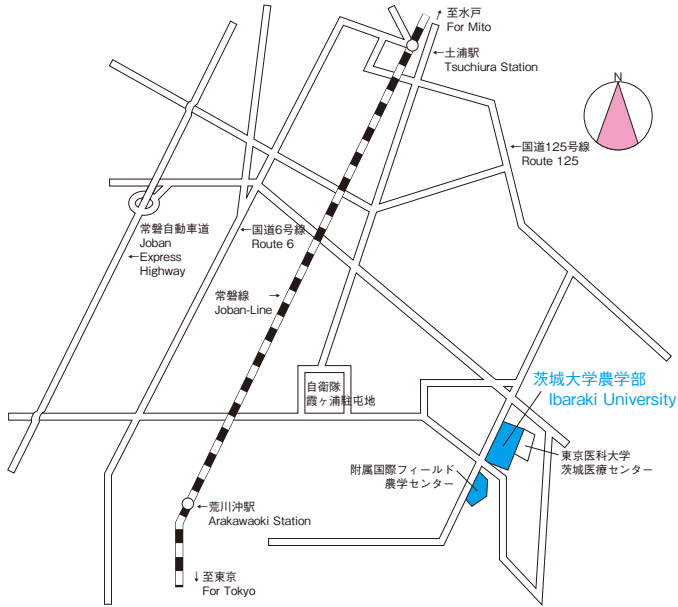 至水戸
For Mito
←土浦駅
Tsuchiura Station
N
←国道125号線
Route 125
常磐自動車道
Joban
Express
←Highway
←国道6号線
Route 6
常磐線 →
Joban-Line
自衛隊
霞ヶ浦駐屯地
茨城大学農学部
Ibaraki University
東京医科大学
茨城医療センター
附属国際フィールド
農学センター
←荒川沖駅
Arakawaoki Station
↓至東京
For Tokyo